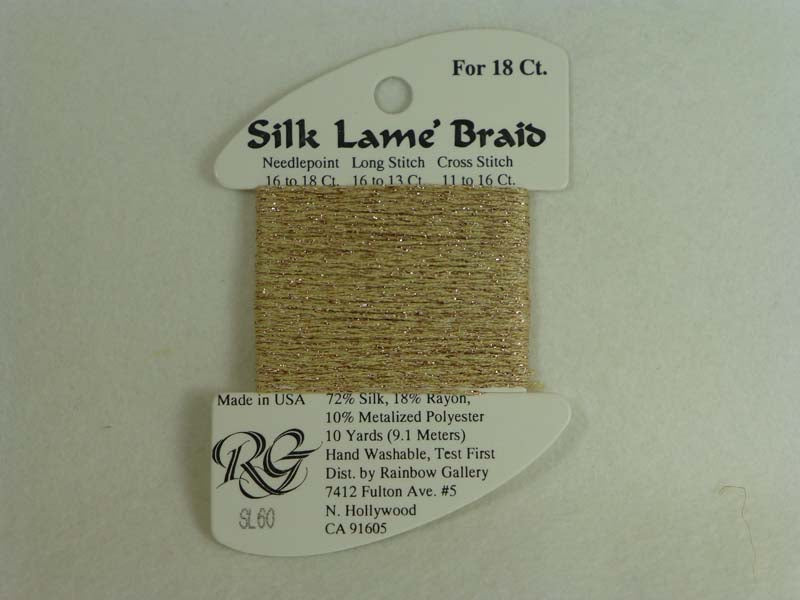 For 18 Ct.
Silk Lame' Braid
Needlepoint Long Stitch Cross Stitch
16 to 18 Ct. 16 to 13 Ct. 11 to 16 Ct.
Made in USA
72% Silk, 18% Rayon,
10% Metalized Polyester
10 Yards (9.1 Meters)
Hand Washable, Test First
Dist. by Rainbow Gallery
7412 Fulton Ave. #5
N. Hollywood
CA 91605
RG
SL60